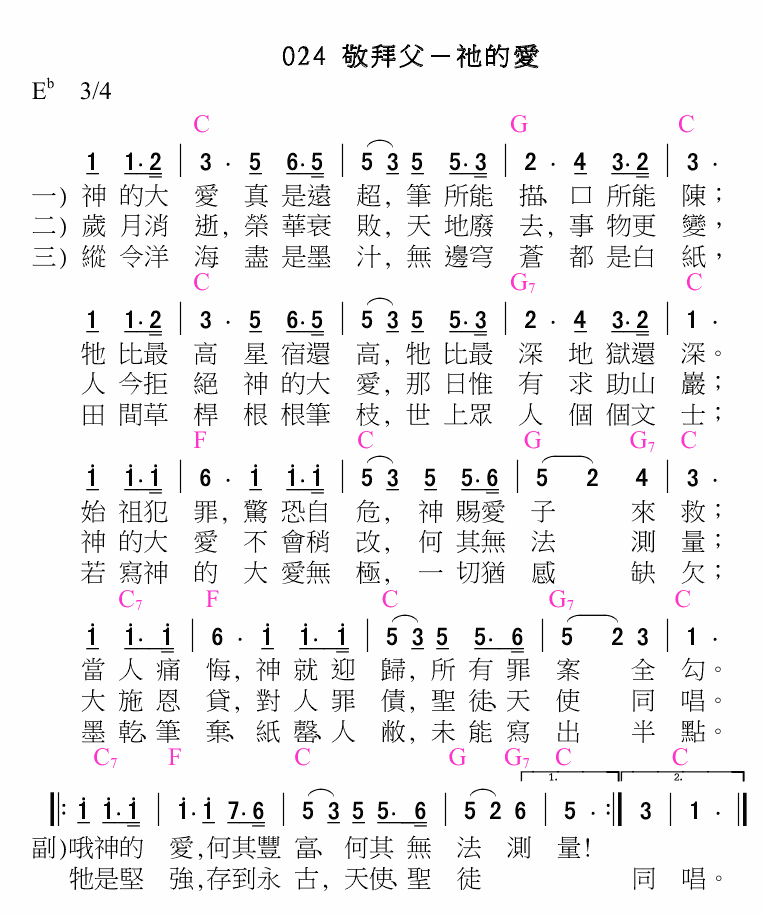 024 敬拜父－祂的愛
E♭ 3/4
C G C
1 1·2 | 3 · 5 6·5 | 5 3 5 5·3 | 2 · 4 3·2 | 3 ·
一) 神 的大 愛 真 是遠 超, 筆 所能 描、口 所能 陳；
二) 歲 月消 逝, 榮 華衰 敗, 天 地廢 去, 事 物更 變，
三) 縱 令洋 海 盡 是墨 汁, 無 邊穹 蒼 都 是白 紙，
C G7 C
1 1·2 | 3 · 5 6·5 | 5 3 5 5·3 | 2 · 4 3·2 | 1 ·
牠 比最 高 星 宿還 高, 牠 比最 深 地 獄還 深。
人 今拒 絕 神 的大 愛, 那 日惟 有 求 助山 巖；
田 間草 桿 根 根筆 枝, 世 上眾 人 個 個文 士；
F C G G7 C
i i·i | 6 · i i·i | 5 3 5 5·6 | 5 2 4 | 3 ·
始 祖犯 罪, 驚 恐自 危, 神 賜愛 子 來 救；
神 的大 愛 不 會稍 改, 何 其無 法 測 量；
若 寫神 的 大 愛無 極, 一 切猶 感 缺 欠；
C7 F C G7 C
i i· i | 6 · i i· i | 5 3 5 5· 6 | 5 2 3 | 1 ·
當 人 痛 悔, 神 就 迎 歸, 所 有 罪 案 全 勾。
大 施 恩 貸, 對 人 罪 債, 聖 徒、天 使 同 唱。
墨 乾、筆 棄、紙 罄、人 敝, 未 能 寫 出 半 點。
C7 F C G G7 C C
1. 2.
‖: i i·i | i·i 7·6 | 5 3 5 5· 6 | 5 2 6 | 5 · :‖ 3 | 1 · ‖
副)哦神的 愛,何其豐 富、何其 無 法 測 量!
牠是堅 強,存到永 古, 天使、聖 徒 同 唱。